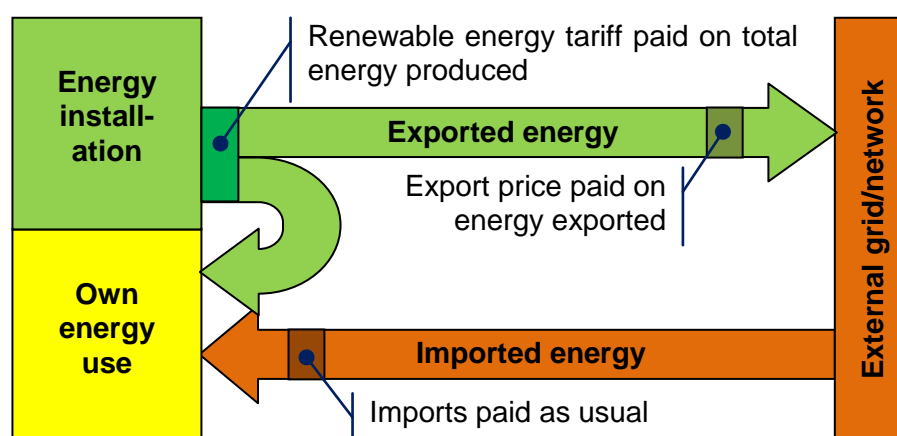 Renewable energy tariff paid on total
energy produced
Energy
install-
ation
Exported energy
Export price paid on
energy exported
External grid/network
Own
energy
use
Imported energy
Imports paid as usual